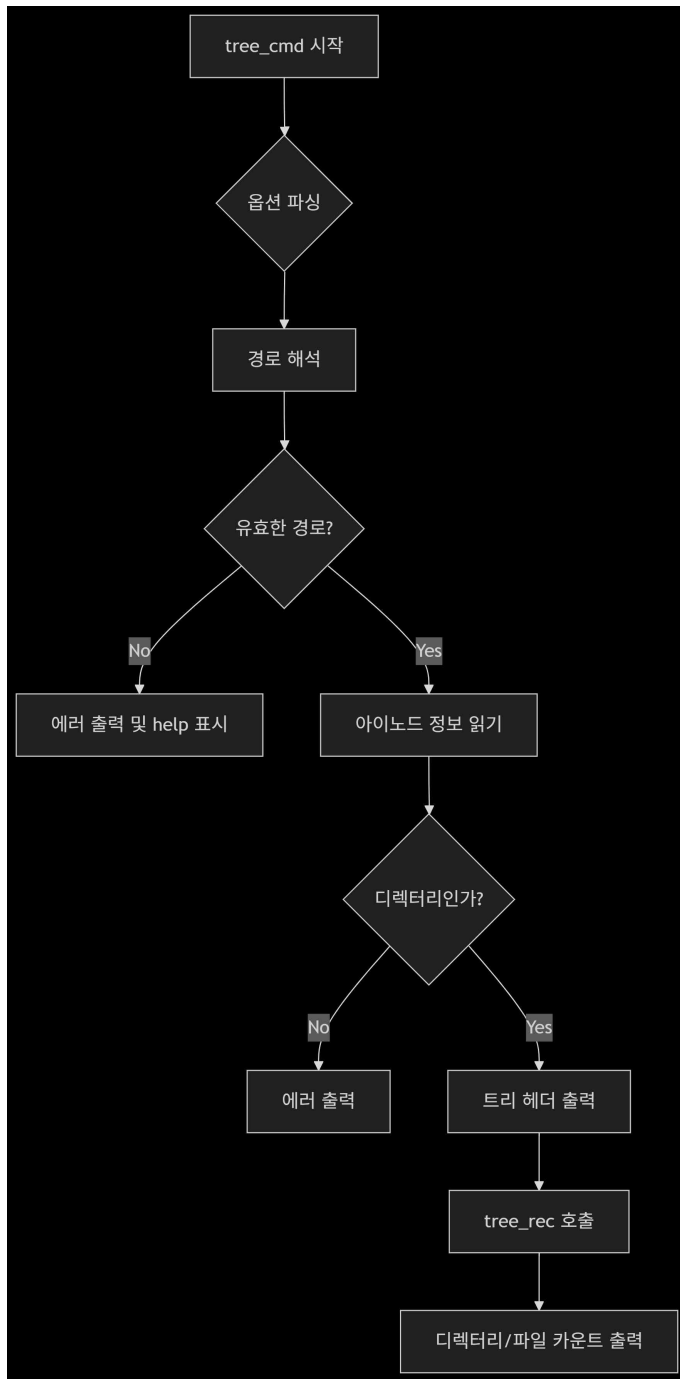 tree_cmd 시작
옵션 파싱
경로 해석
유효한 경로?
No
Yes
에러 출력 및 help 표시
아이노드 정보 읽기
디렉터리인가?
No
Yes
에러 출력
트리 헤더 출력
tree_rec 호출
디렉터리/파일 카운트 출력